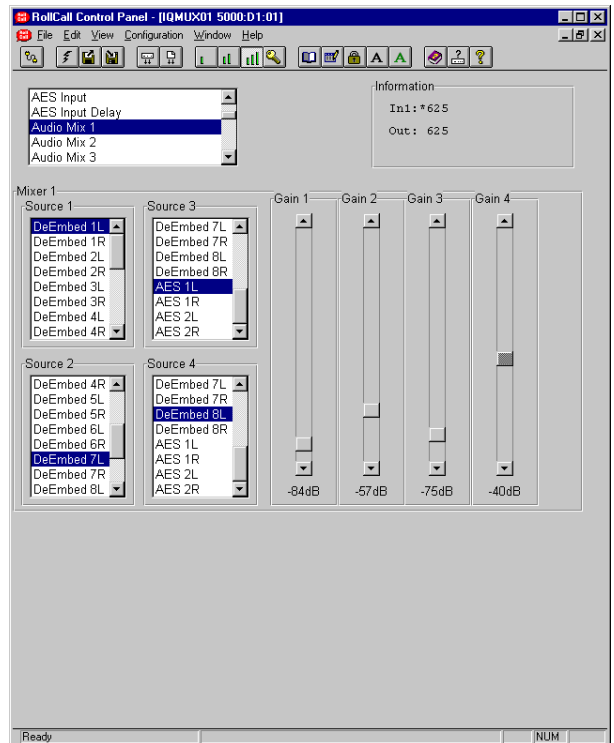 RollCall Control Panel - [IQMUX01 5000:D1:01]
File Edit View Configuration Window Help
A A
AES Input
AES Input Delay
Audio Mix 1
Audio Mix 2
Audio Mix 3
Information
In1:*625
Out: 625
Mixer 1
Source 1
DeEmbed 1L
DeEmbed 1R
DeEmbed 2L
DeEmbed 2R
DeEmbed 3L
DeEmbed 3R
DeEmbed 4L
DeEmbed 4R
Source 3
DeEmbed 7L
DeEmbed 7R
DeEmbed 8L
DeEmbed 8R
AES 1L
AES 1R
AES 2L
AES 2R
Source 2
DeEmbed 4R
DeEmbed 5L
DeEmbed 5R
DeEmbed 6L
DeEmbed 6R
DeEmbed 7L
DeEmbed 7R
DeEmbed 8L
Source 4
DeEmbed 7L
DeEmbed 7R
DeEmbed 8L
DeEmbed 8R
AES 1L
AES 1R
AES 2L
AES 2R
Gain 1 Gain 2 Gain 3 Gain 4
-84dB -57dB -75dB -40dB
Ready NUM